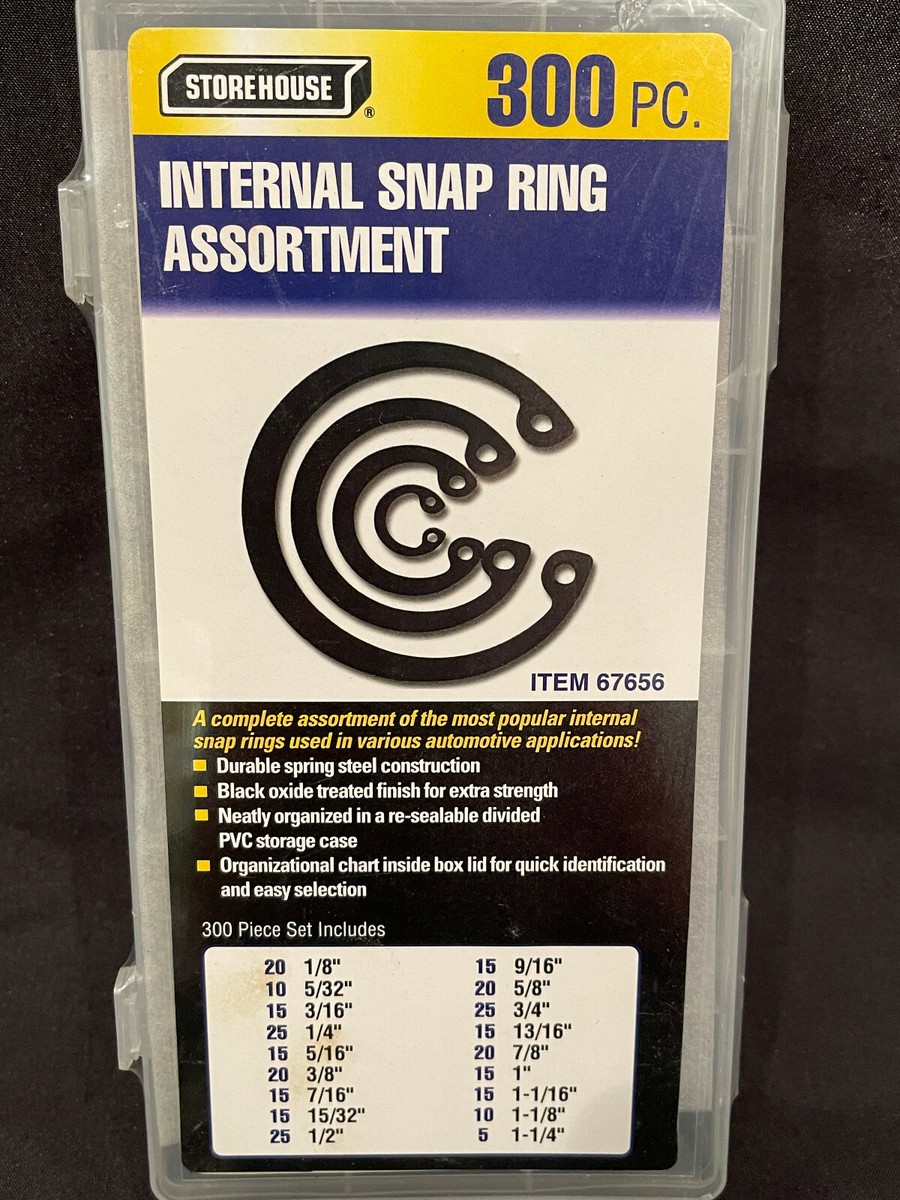 STOREHOUSE ®
300 PC.
INTERNAL SNAP RING
ASSORTMENT
ITEM 67656
A complete assortment of the most popular internal
snap rings used in various automotive applications!
Durable spring steel construction
Black oxide treated finish for extra strength
Neatly organized in a re-sealable divided
PVC storage case
Organizational chart inside box lid for quick identification
and easy selection
300 Piece Set Includes
20 1/8"
10 5/32"
15 3/16"
25 1/4"
15 5/16"
20 3/8"
15 7/16"
15 15/32"
25 1/2"
15 9/16"
20 5/8"
25 3/4"
15 13/16"
20 7/8"
15 1"
15 1-1/16"
10 1-1/8"
5 1-1/4"